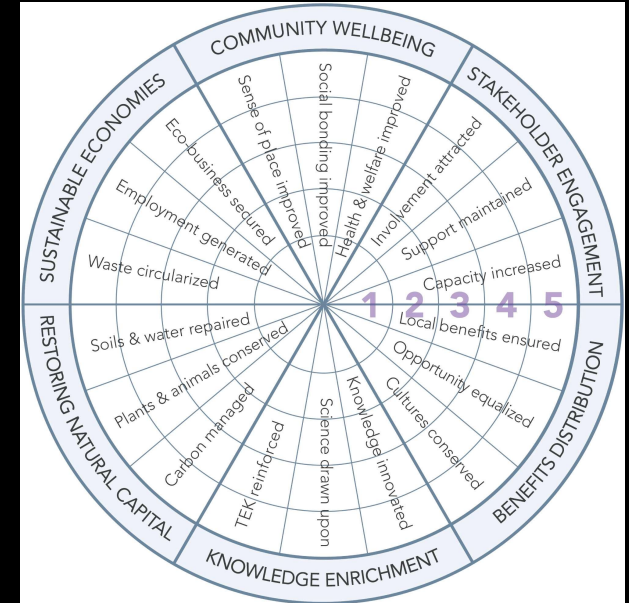 COMMUNITY WELLBEING
Sense of place improved
Social bonding improved
Health & welfare improved
STAKEHOLDER ENGAGEMENT
Involvement attracted
Support maintained
Capacity increased
1 2 3 4 5
BENEFITS DISTRIBUTION
Local benefits ensured
Opportunity equalized
Cultures conserved
KNOWLEDGE ENRICHMENT
Knowledge innovated
Science drawn upon
TEK reinforced
RESTORING NATURAL CAPITAL
Carbon managed
Plants & animals conserved
Soils & water repaired
SUSTAINABLE ECONOMIES
Waste circularized
Employment generated
Eco-business secured